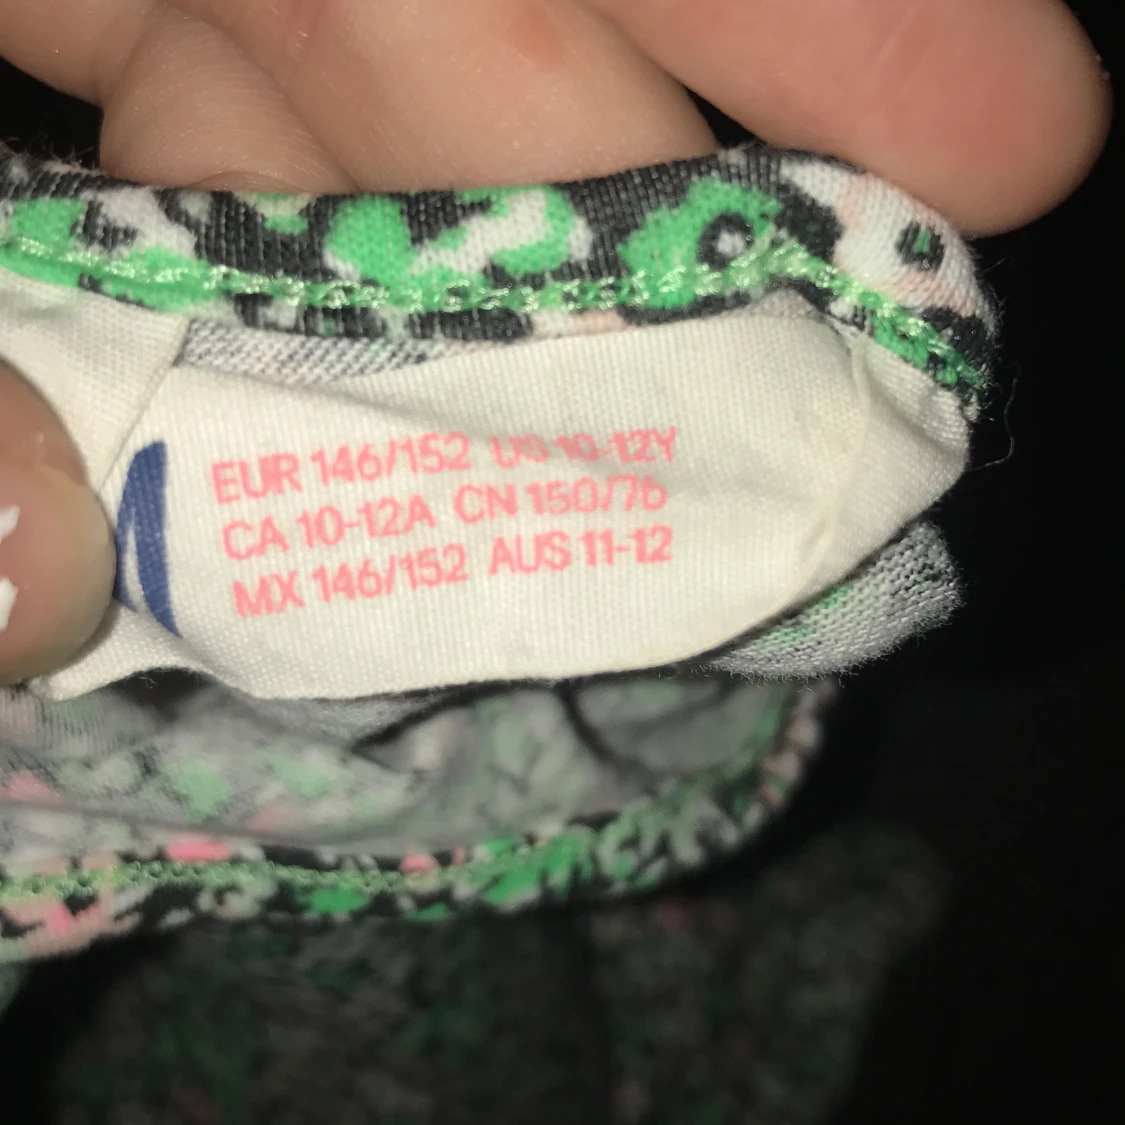 EUR 146/152 US 10-12Y
CA 10-12A CN 150/76
MX 146/152 AUS 11-12